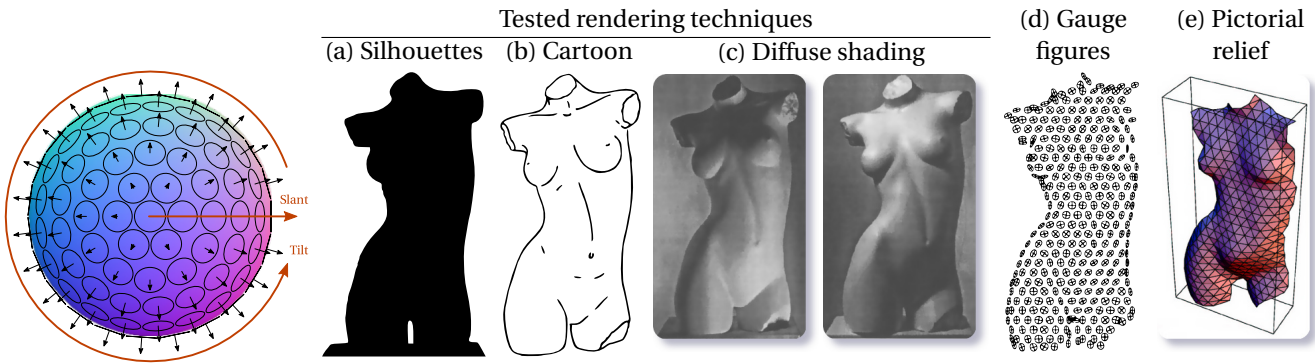 Tested rendering techniques
(a) Silhouettes
(b) Cartoon
(c) Diffuse shading
(d) Gauge
figures
(e) Pictorial
relief
Slant
Tilt